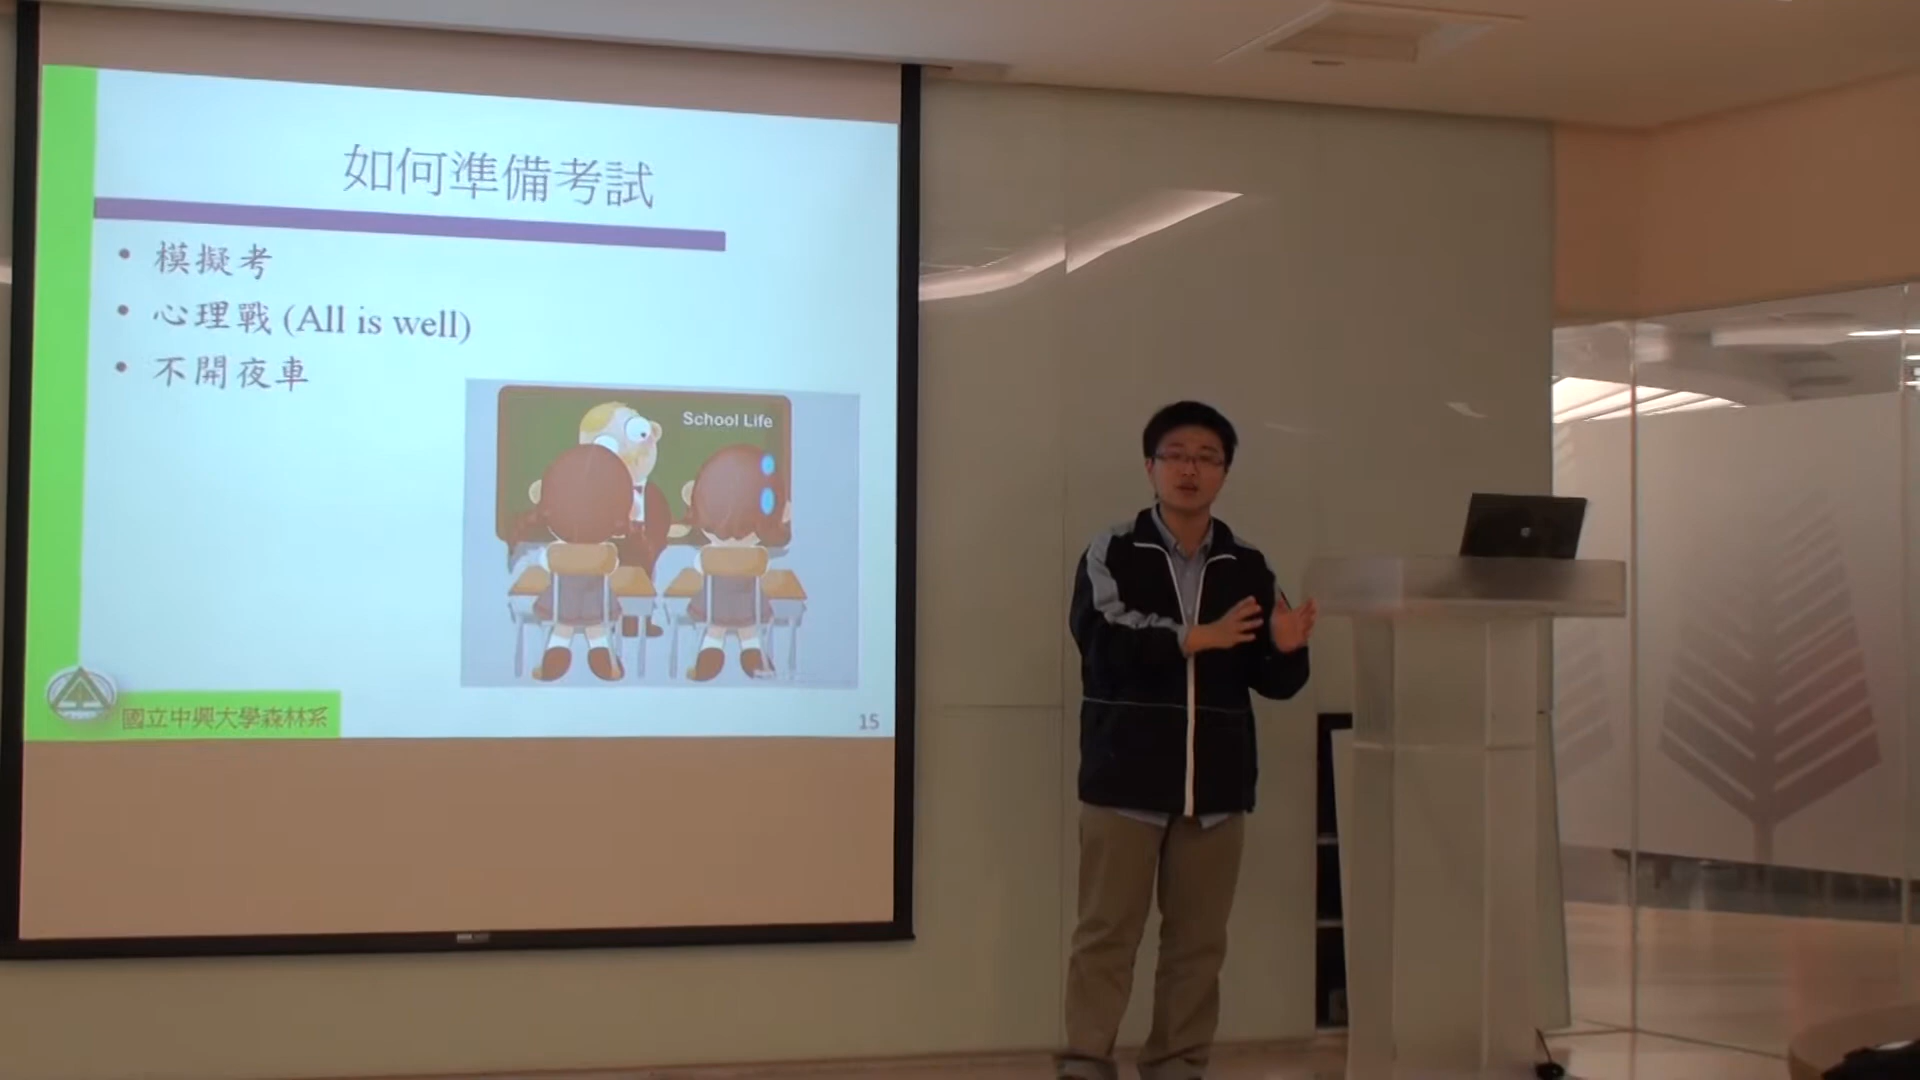 如何準備考試
• 模擬考
• 心理戰 (All is well)
• 不開夜車
School Life
國立中興大學森林系
15